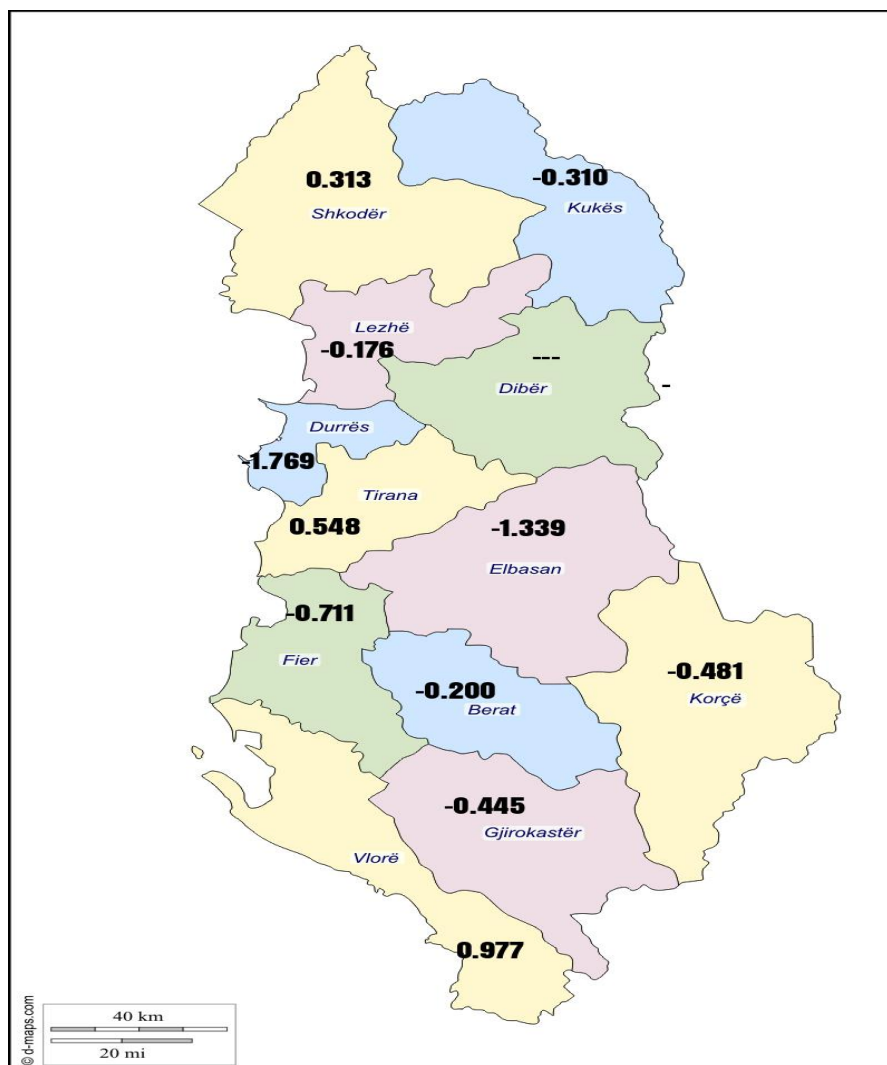 0.313
Shkodër
-0.310
Kukës
Lezhë
-0.176
---
Dibër
-
Durrës
-1.769
Tirana
0.548
-1.339
Elbasan
-0.711
Fier
-0.200
Berat
-0.481
Korçë
-0.445
Gjirokastër
Vlorë
0.977
40 km
20 mi
© d-maps.com